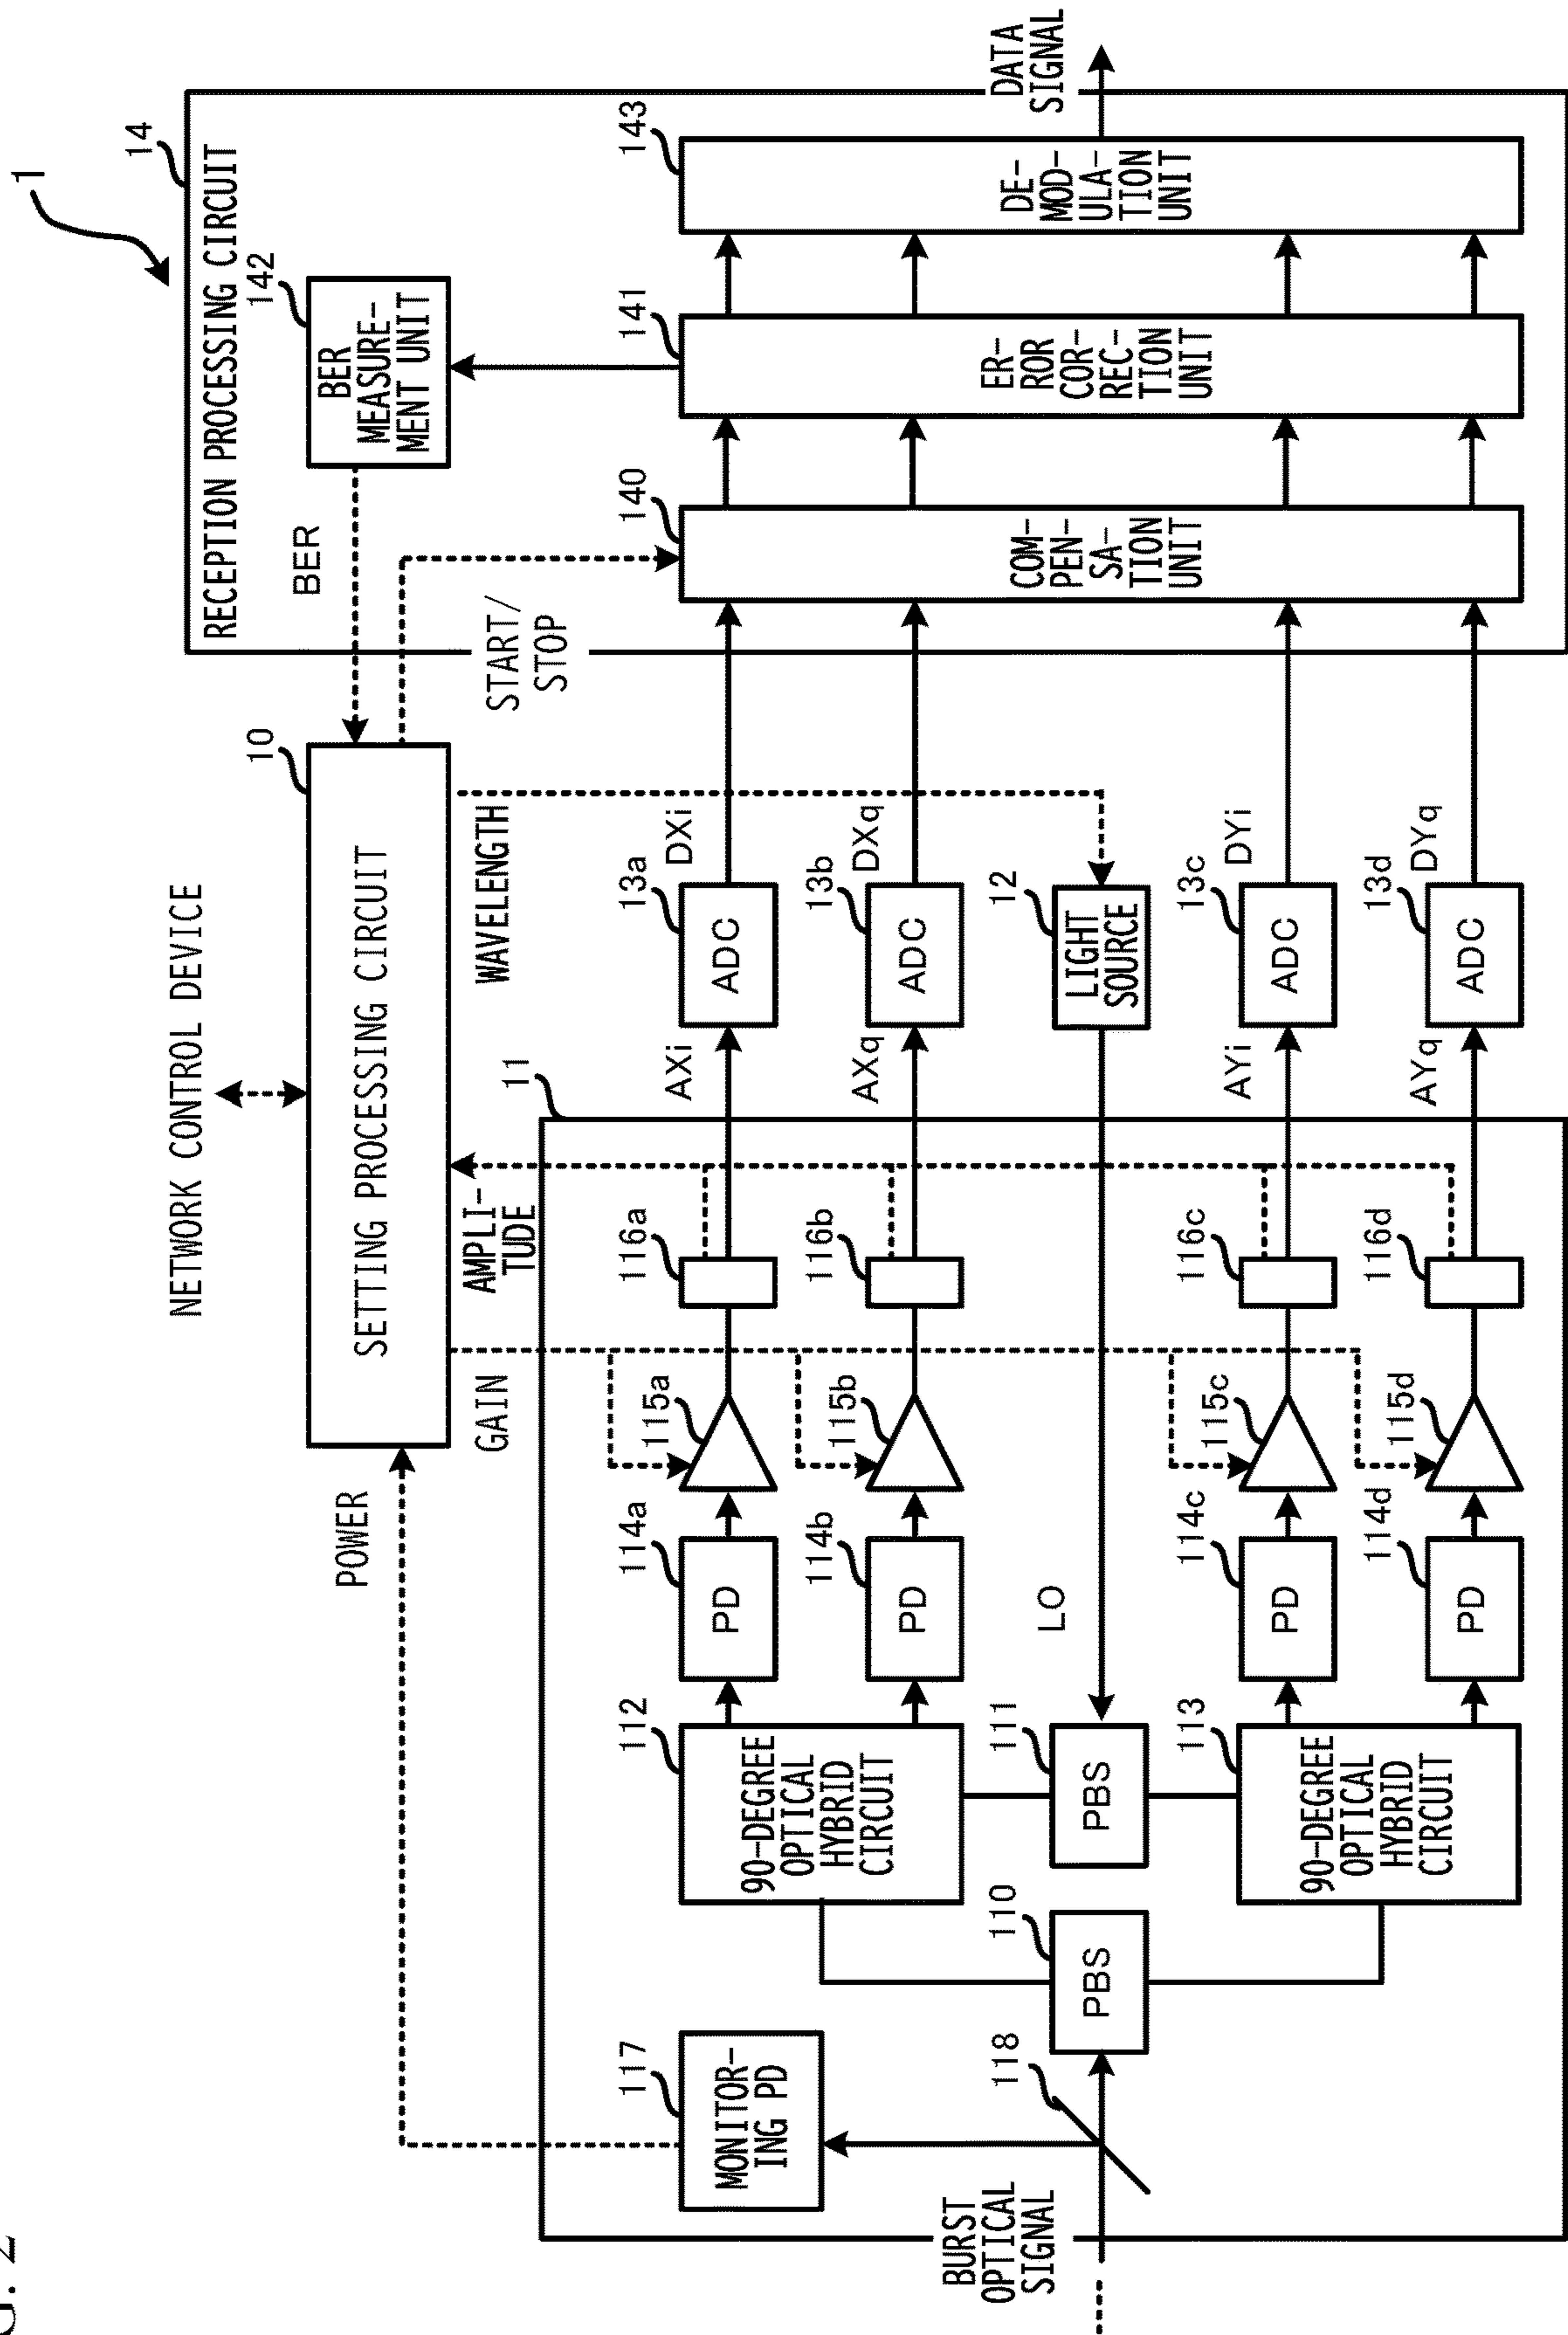 G. 2
1
NETWORK CONTROL DEVICE
14
RECEPTION PROCESSING CIRCUIT
10
SETTING PROCESSING CIRCUIT
BER
142
BER
MEASURE-
MENT UNIT
POWER
GAIN
AMPLI-
TUDE
WAVELENGTH
START/
STOP
11
117
MONITOR-
ING PD
112
90-DEGREE
OPTICAL
HYBRID
CIRCUIT
114a
PD
115a
116a
AXi
13a
ADC
DXi
114b
PD
115b
116b
AXq
13b
ADC
DXq
140
COM-
PEN-
SA-
TION
UNIT
141
ER-
ROR
COR-
REC-
TION
UNIT
143
DE-
MOD-
ULA-
TION
UNIT
DATA
SIGNAL
BURST
OPTICAL
SIGNAL
118
110
PBS
111
PBS
LO
12
LIGHT
SOURCE
113
90-DEGREE
OPTICAL
HYBRID
CIRCUIT
114c
PD
115c
116c
AYi
13c
ADC
DYi
114d
PD
115d
116d
AYq
13d
ADC
DYq